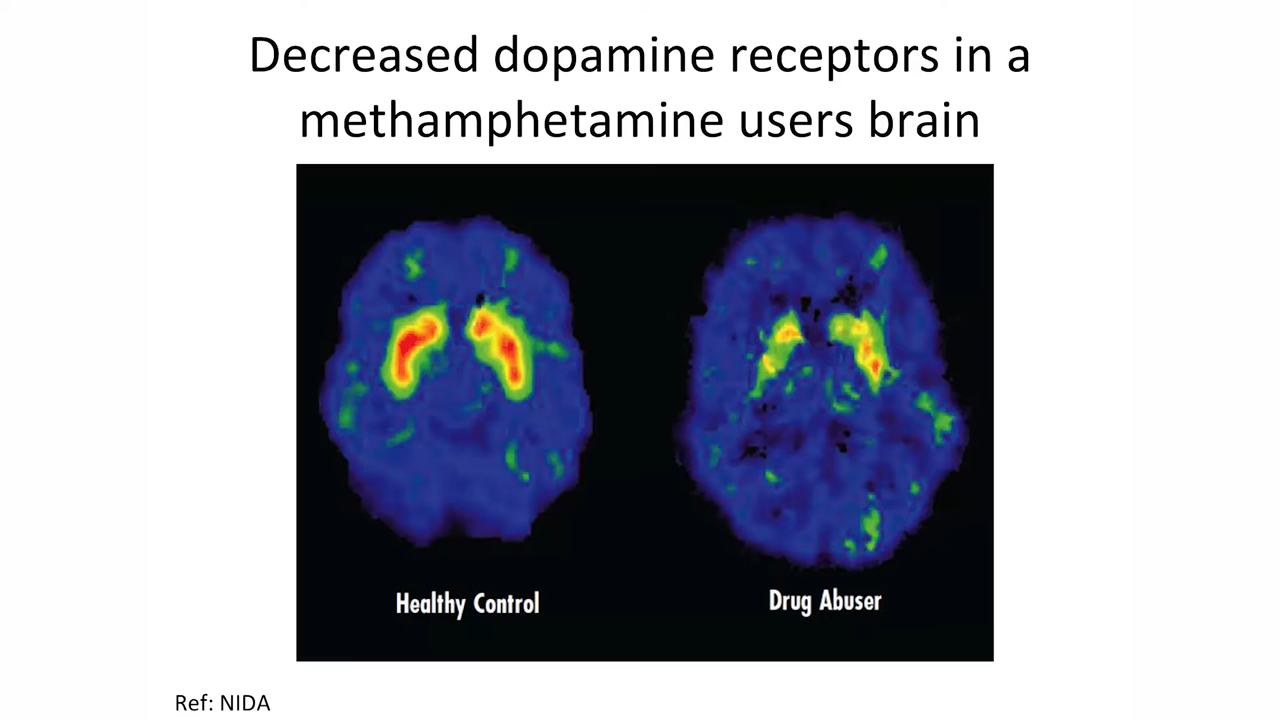 Decreased dopamine receptors in a
methamphetamine users brain
Healthy Control
Drug Abuser
Ref: NIDA